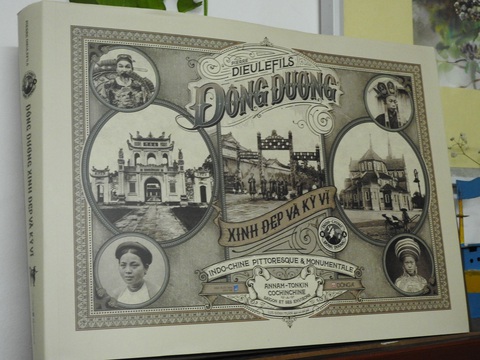 ĐÔNG DƯƠNG XINH ĐẸP VÀ KỲ VĨ
DIEULEFILS
ĐÔNG DƯƠNG
XINH ĐẸP VÀ KỲ VĨ
INDO-CHINE PITTORESQUE & MONUMENTALE
ANNAM-TONKIN
COCHINCHINE